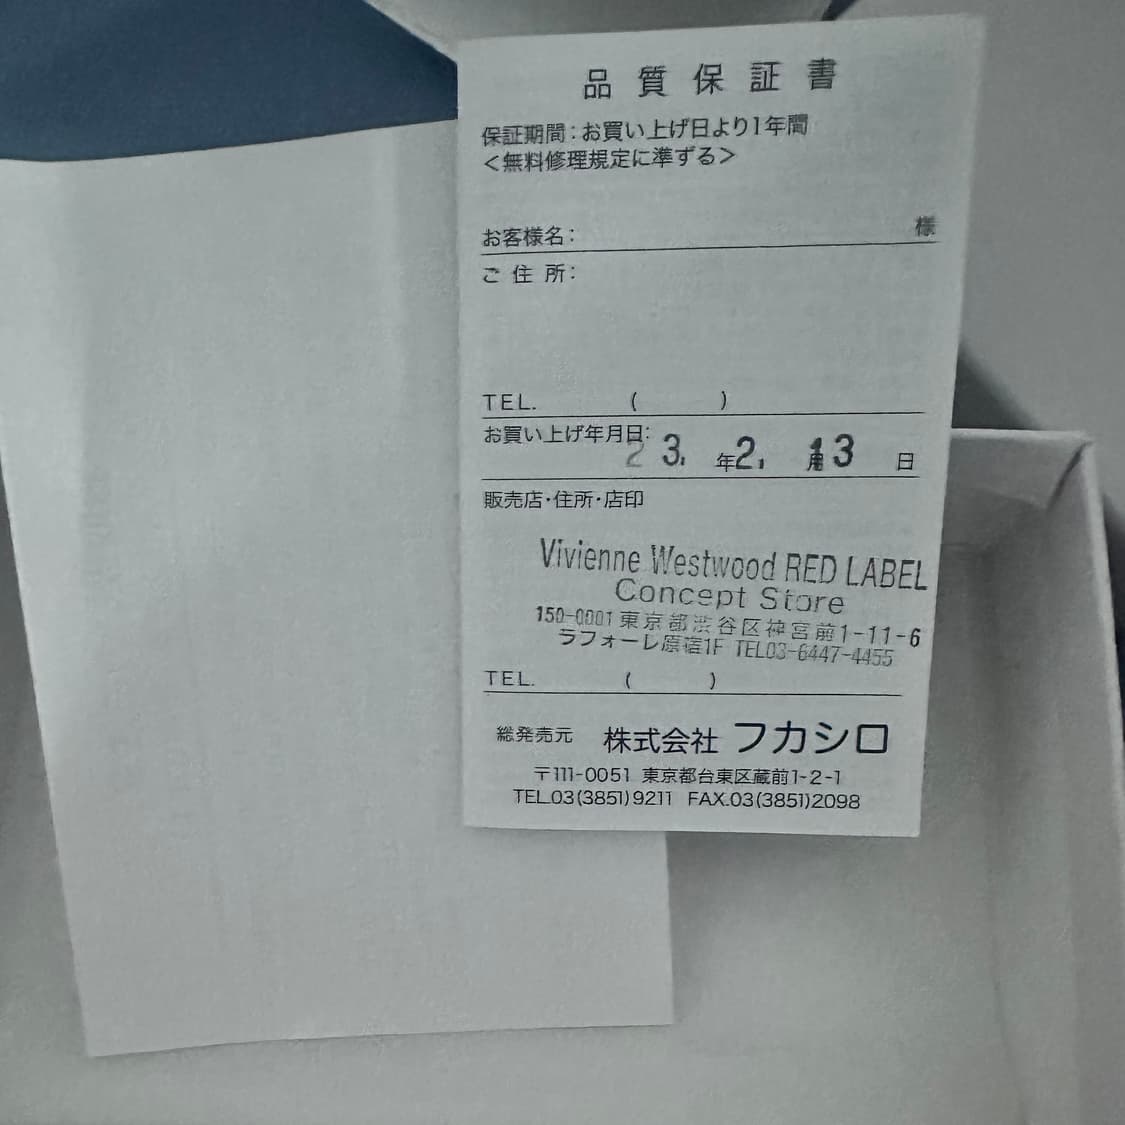 品質保証書
保証期間：お買い上げ日より1年間
＜無料修理規定に準ずる＞
お客様名： 様
ご住所：
TEL. ( )
お買い上げ年月日：
23. 年2. 月13 日
販売店・住所・店印
Vivienne Westwood RED LABEL
Concept Store
150-0001 東京都渋谷区神宮前1-11-6
ラフォーレ原宿1F TEL03-6447-4455
TEL. ( )
総発売元 株式会社 フカシロ
〒111-0051 東京都台東区蔵前1-2-1
TEL.03(3851)9211 FAX.03(3851)2098